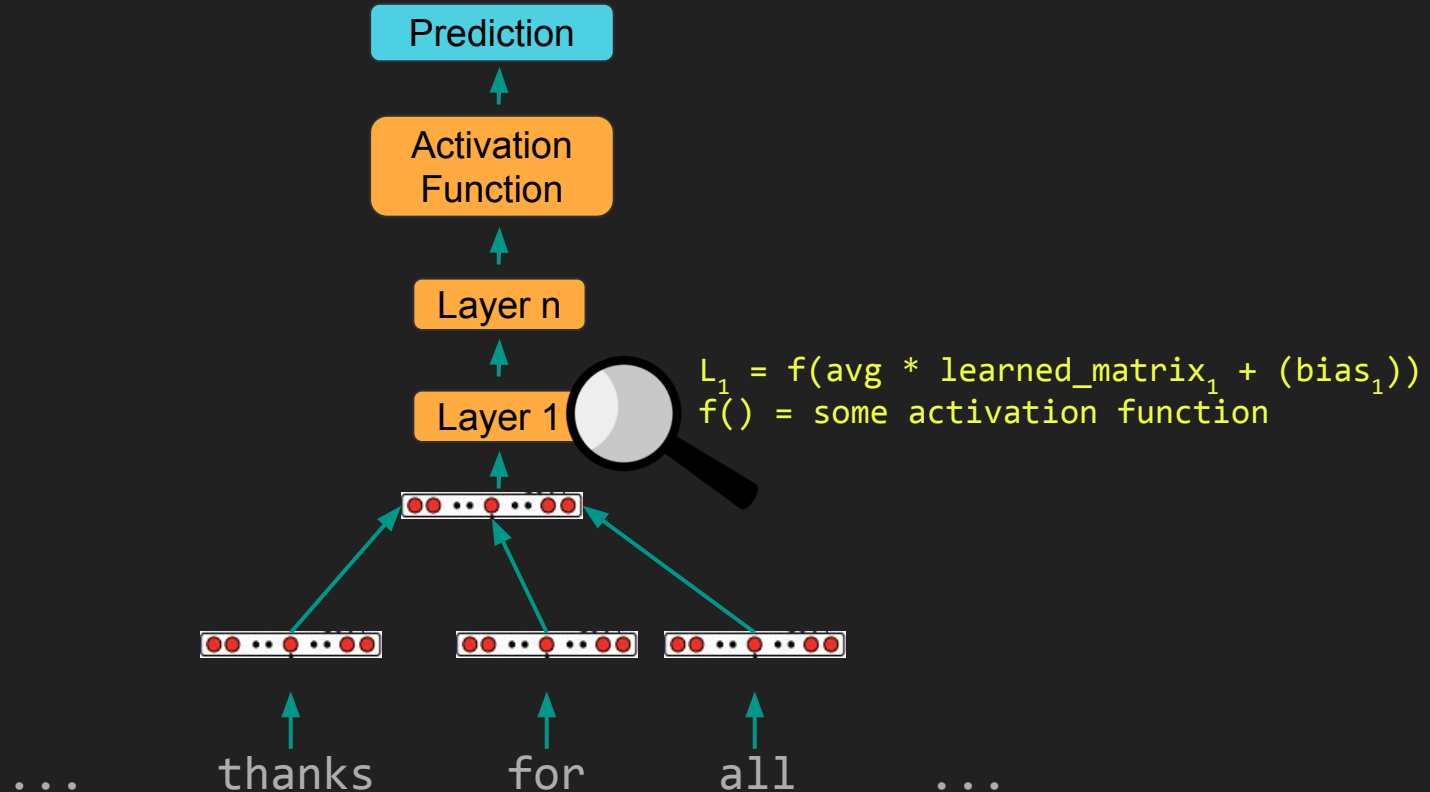 Prediction
Activation
Function
Layer n
Layer 1
L₁ = f(avg * learned_matrix₁ + (bias₁))
f() = some activation function
... thanks for all ...